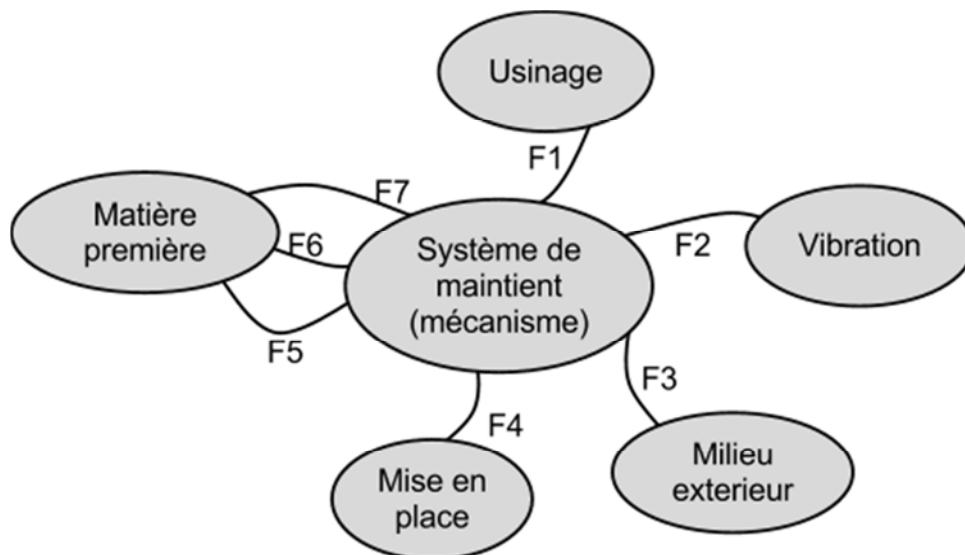 Usinage
F1
F7
Matière
première
F6
F2
Vibration
Système de
maintient
(mécanisme)
F5
F3
F4
Milieu
exterieur
Mise en
place